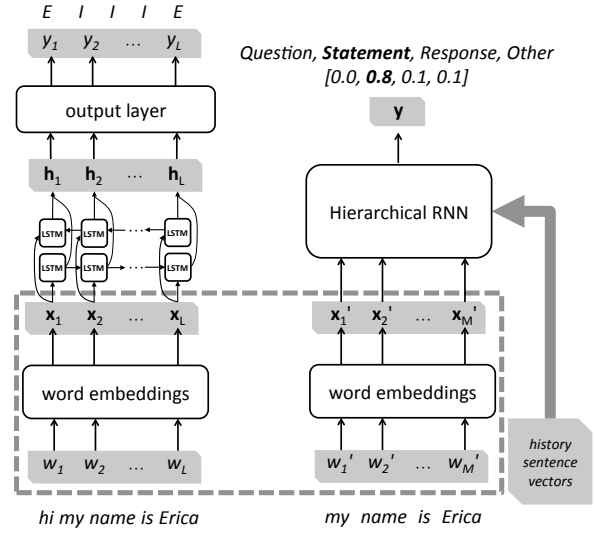 E I I I E
y1 y2 … yL
output layer
h1 h2 … hL
LSTM LSTM ··· LSTM
LSTM LSTM ··· LSTM
x1 x2 … xL
word embeddings
w1 w2 … wL
hi my name is Erica
Question, Statement, Response, Other
[0.0, 0.8, 0.1, 0.1]
y
Hierarchical RNN
x1' x2' … xM'
word embeddings
w1' w2' … wM'
my name is Erica
history
sentence
vectors